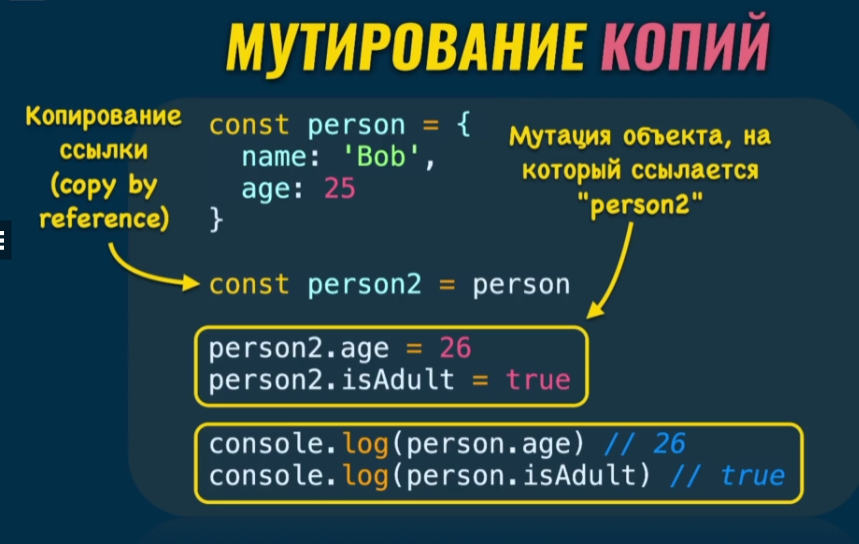 МУТИРОВАНИЕ КОПИЙ
Копирование
ссылки
(copy by
reference)
const person = {
name: 'Bob',
age: 25
}
Мутация объекта, на
который ссылается
"person2"
const person2 = person
person2.age = 26
person2.isAdult = true
console.log(person.age) // 26
console.log(person.isAdult) // true